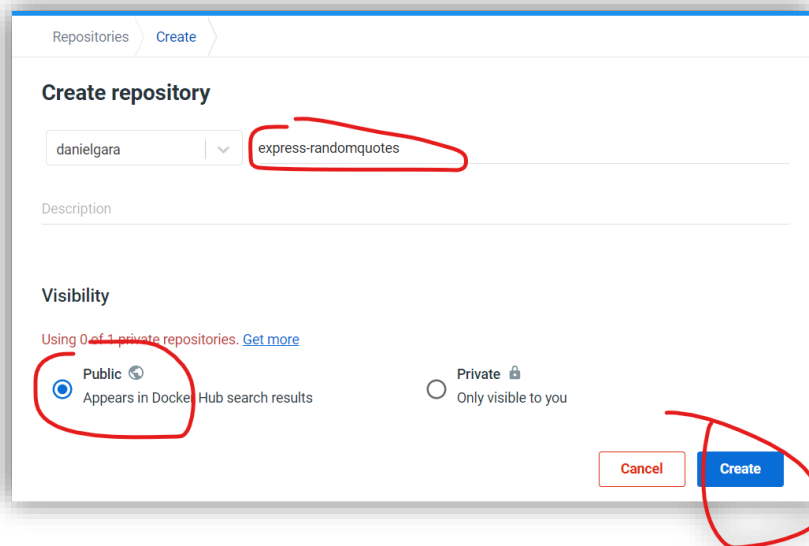 Repositories Create
Create repository
danielgara express-randomquotes
Description
Visibility
Using 0 of 1 private repositories. Get more
Public Private
Appears in Docker Hub search results Only visible to you
Cancel Create